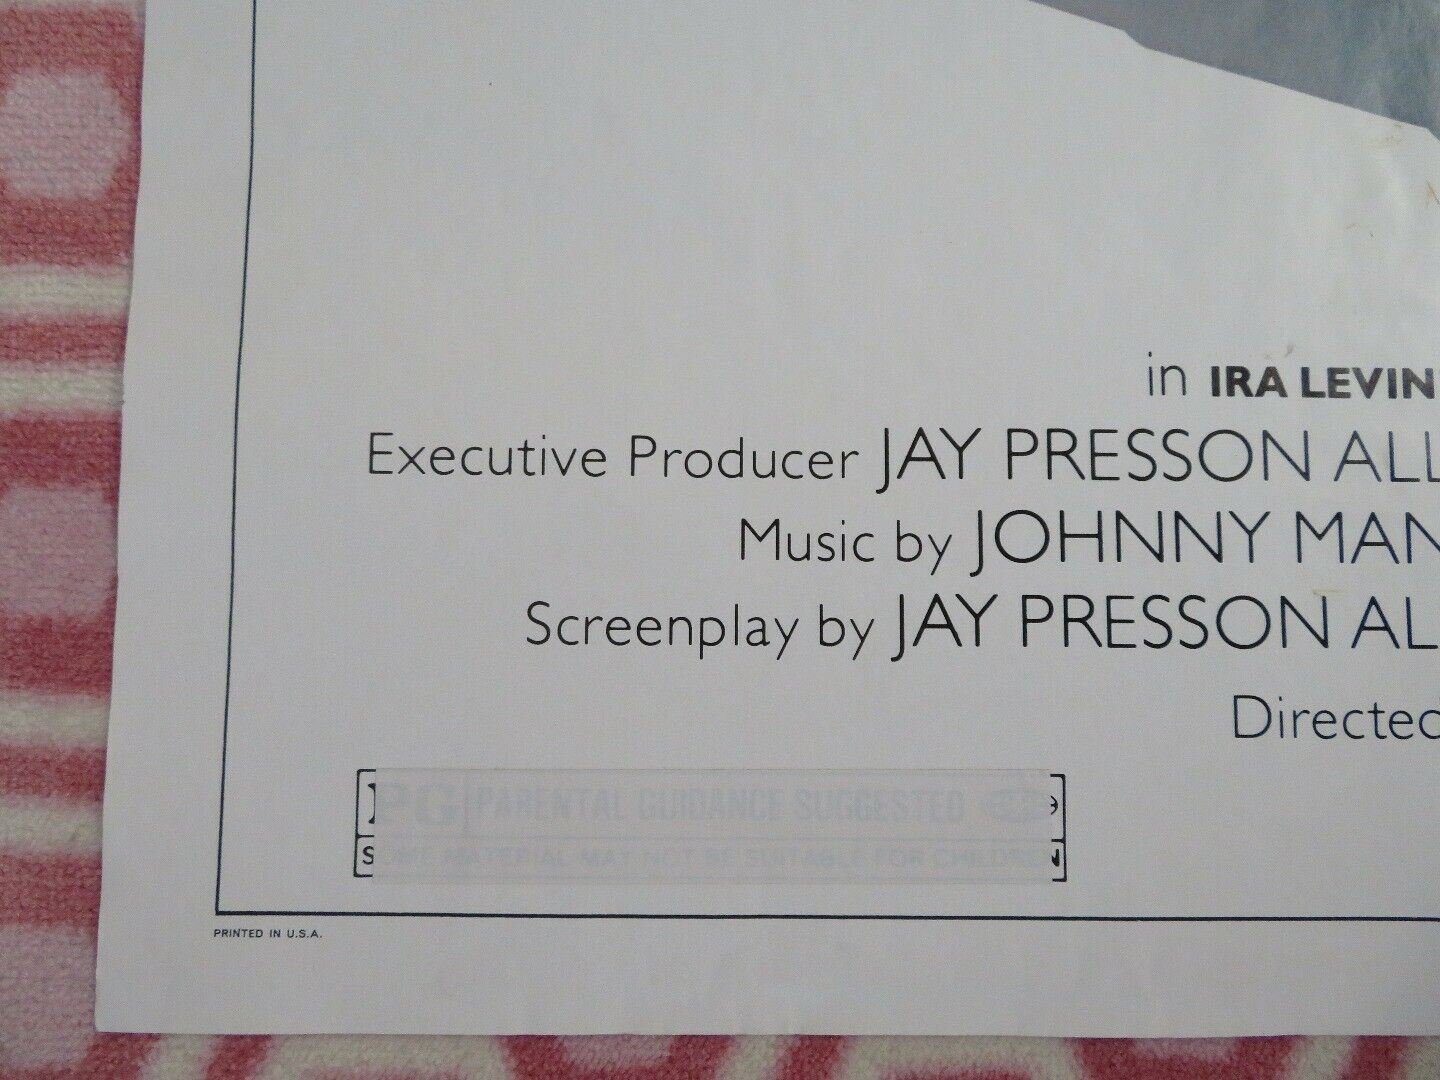 in IRA LEVIN
Executive Producer JAY PRESSON ALL
Music by JOHNNY MAN
Screenplay by JAY PRESSON AL
Directed
PG PARENTAL GUIDANCE SUGGESTED
SOME MATERIAL MAY NOT BE SUITABLE FOR CHILDREN
PRINTED IN U.S.A.